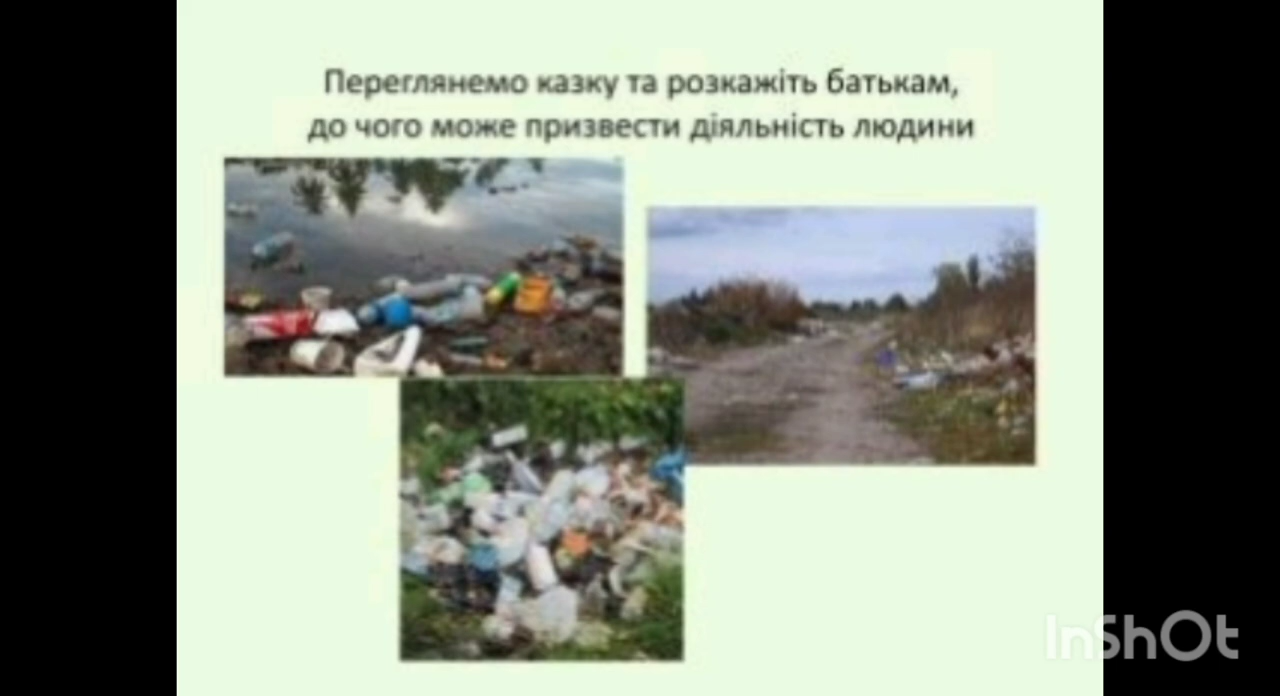 Переглянемо казку та розкажіть батькам,
до чого може призвести діяльність людини
InShOt